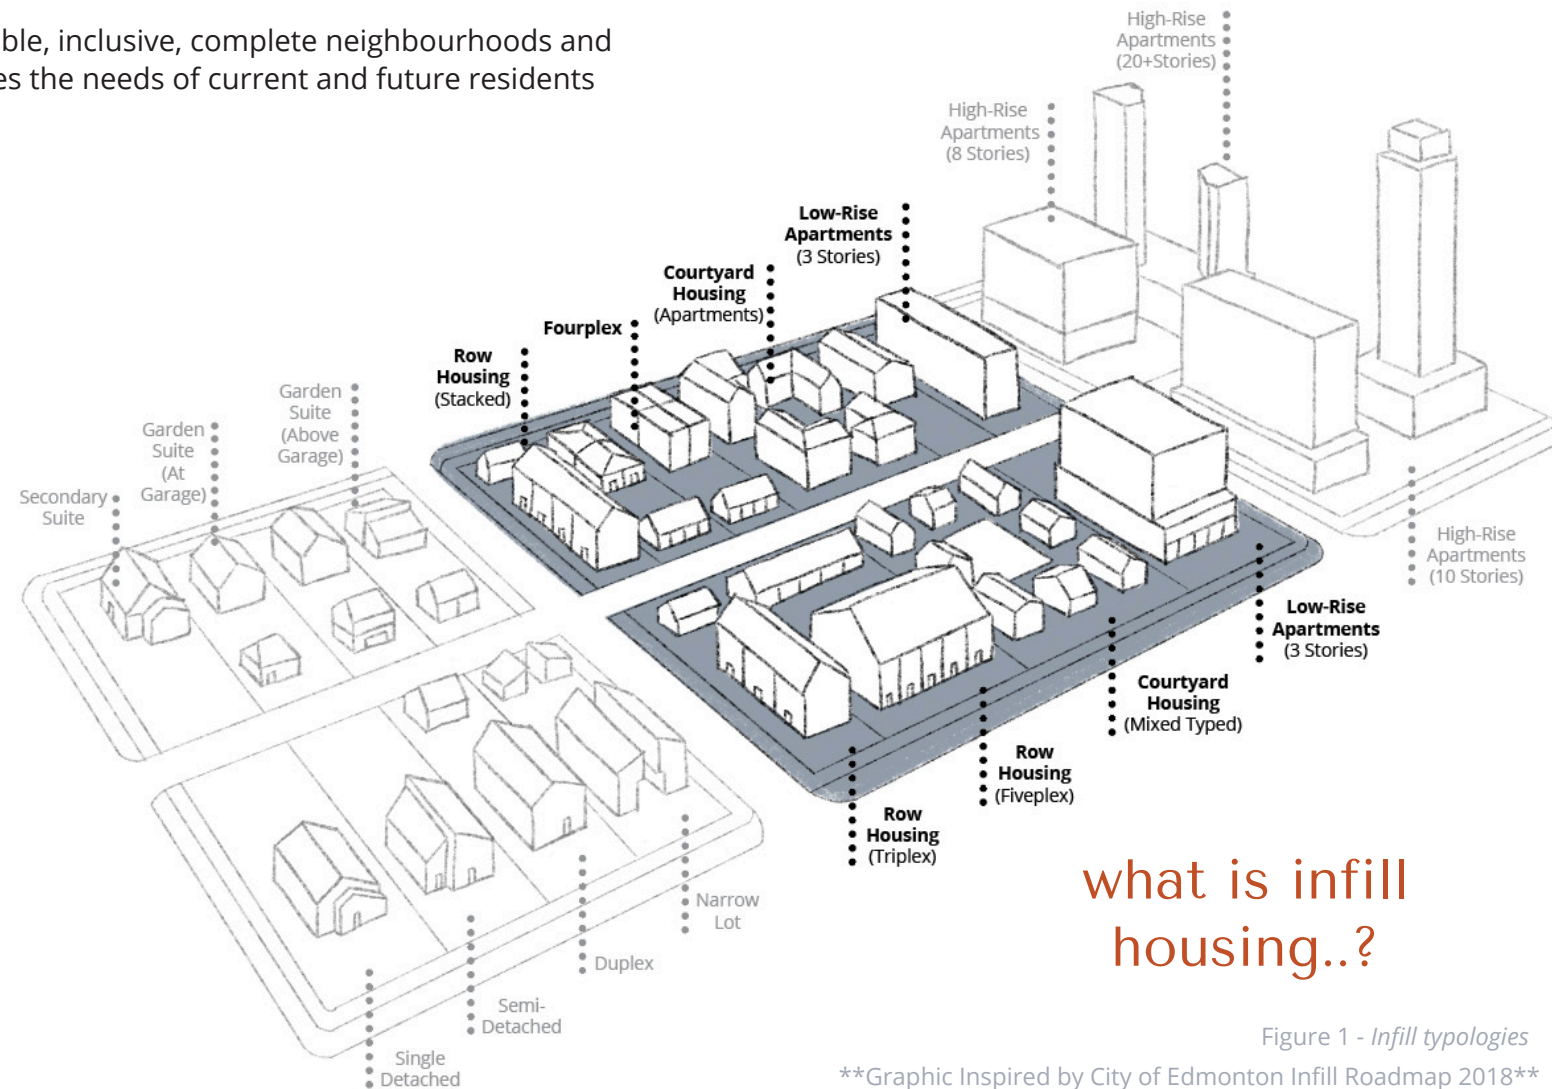 ble, inclusive, complete neighbourhoods and
es the needs of current and future residents
High-Rise
Apartments
(20+Stories)
High-Rise
Apartments
(8 Stories)
Low-Rise
Apartments
(3 Stories)
Courtyard
Housing
(Apartments)
Fourplex
Row
Housing
(Stacked)
Garden
Suite
(Above
Garage)
Garden
Suite
(At
Garage)
Secondary
Suite
High-Rise
Apartments
(10 Stories)
Low-Rise
Apartments
(3 Stories)
Courtyard
Housing
(Mixed Typed)
Row
Housing
(Fiveplex)
Row
Housing
(Triplex)
Narrow
Lot
Duplex
Semi-
Detached
Single
Detached
what is infill
housing..?
Figure 1 - Infill typologies
**Graphic Inspired by City of Edmonton Infill Roadmap 2018**